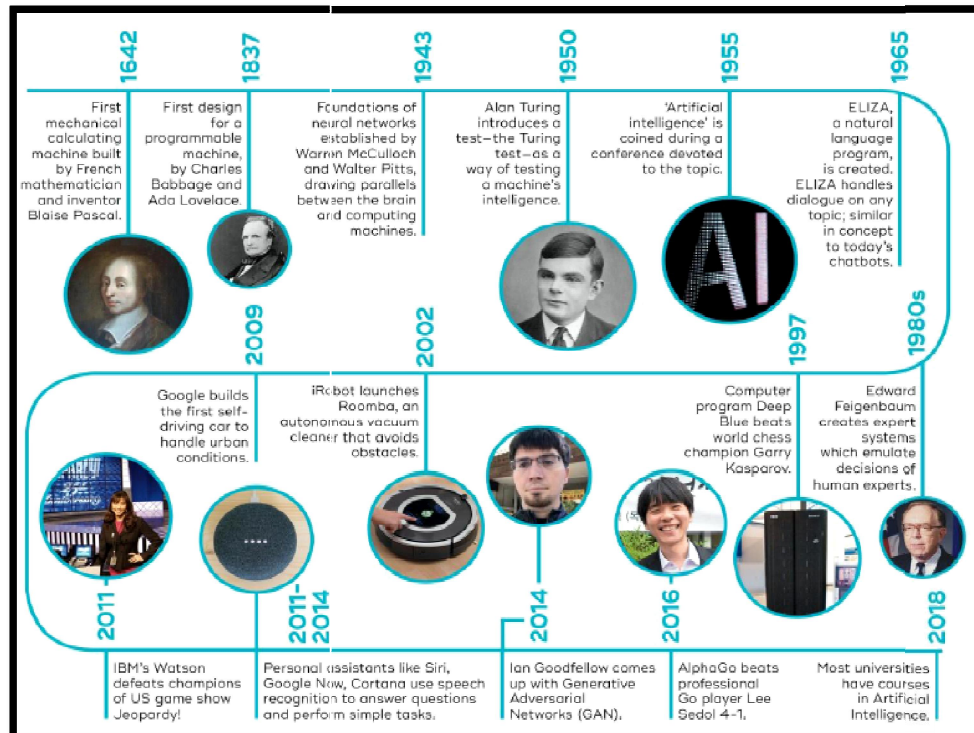 1642
First
mechanical
calculating
machine built
by French
mathematician
and inventor
Blaise Pascal.
1837
First design
for a
programmable
machine,
by Charles
Babbage and
Ada Lovelace.
1943
Foundations of
neural networks
established by
Warren McCulloch
and Walter Pitts,
drawing parallels
between the brain
and computing
machines.
1950
Alan Turing
introduces a
test–the Turing
test–as a
way of testing
a machine's
intelligence.
1955
'Artificial
intelligence' is
coined during a
conference devoted
to the topic.
AI
1965
ELIZA,
a natural
language
program,
is created.
ELIZA handles
dialogue on any
topic; similar
in concept
to today's
chatbots.
1980s
Edward
Feigenbaum
creates expert
systems
which emulate
decisions of
human experts.
1997
Computer
program Deep
Blue beats
world chess
champion Garry
Kasparov.
2002
iRobot launches
Roomba, an
autonomous vacuum
cleaner that avoids
obstacles.
2009
Google builds
the first self-
driving car to
handle urban
conditions.
2011
IBM's Watson
defeats champions
of US game show
Jeopardy!
2011-
2014
Personal assistants like Siri,
Google Now, Cortana use speech
recognition to answer questions
and perform simple tasks.
2014
Ian Goodfellow comes
up with Generative
Adversarial
Networks (GAN).
2016
AlphaGo beats
professional
Go player Lee
Sedol 4-1.
2018
Most universities
have courses
in Artificial
Intelligence.